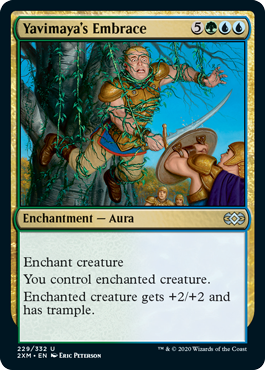 Yavimaya's Embrace 5
Enchantment — Aura
Enchant creature
You control enchanted creature.
Enchanted creature gets +2/+2 and
has trample.
229/332 U
2XM • EN ERIC PETERSON
™ & © 2020 Wizards of the Coast